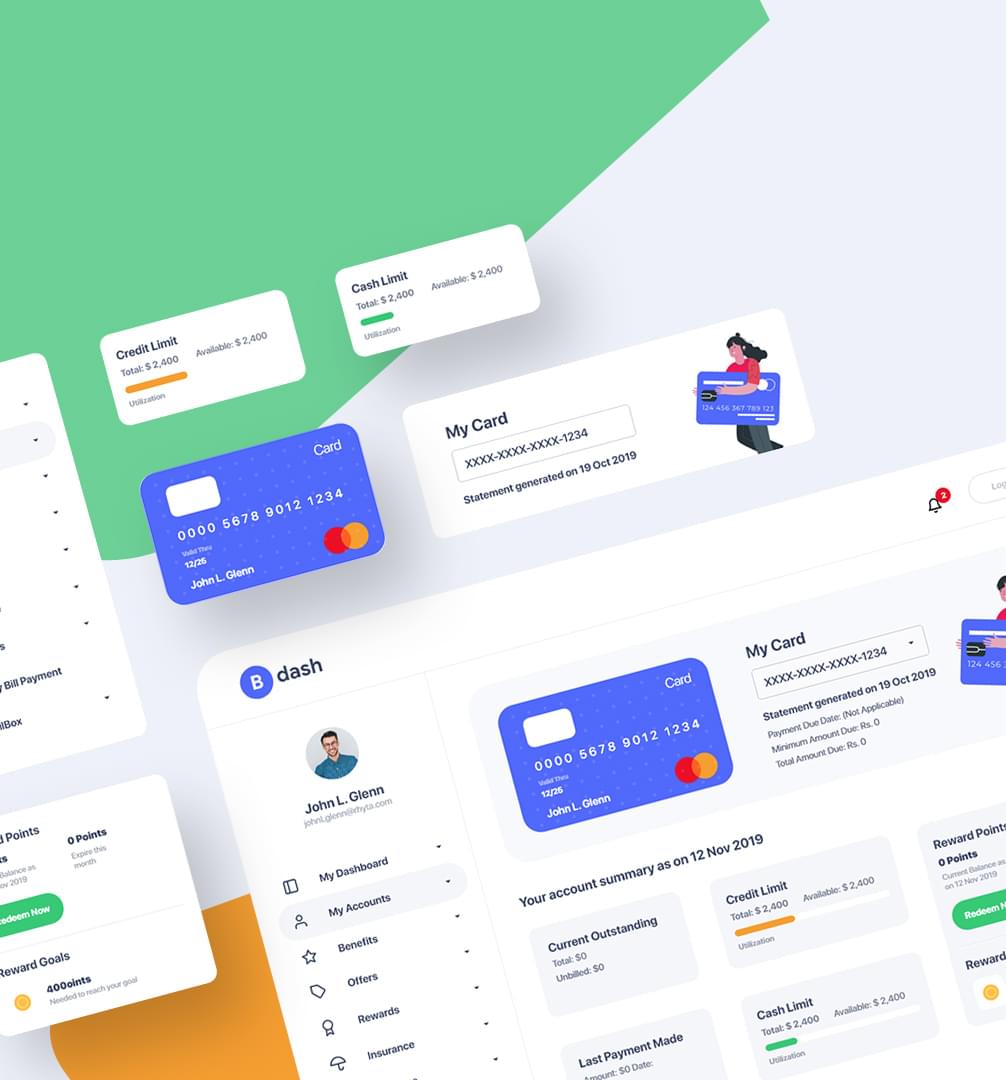 Cash Limit
Total: $ 2,400
Available: $ 2,400
Utilization
Credit Limit
Total: $ 2,400
Available: $ 2,400
Utilization
124 456 367 789 123
My Card
XXXX-XXXX-XXXX-1234
Statement generated on 19 Oct 2019
Card
0000 5678 9012 1234
Valid Thru
12/26
John L. Glenn
Bill Payment
2
B dash
John L. Glenn
johnLglenn@rhyta.com
My Dashboard
My Accounts
Benefits
Offers
Rewards
Insurance
Card
0000 5678 9012 1234
Valid Thru
12/26
John L. Glenn
My Card
XXXX-XXXX-XXXX-1234
Statement generated on 19 Oct 2019
Payment Due Date: (Not Applicable)
Minimum Amount Due: Rs. 0
Total Amount Due: Rs. 0
124 456
Your account summary as on 12 Nov 2019
Current Outstanding
Total: $0
Unbilled: $0
Credit Limit
Total: $ 2,400
Available: $ 2,400
Utilization
Last Payment Made
Amount: $0 Date:
Cash Limit
Total: $ 2,400
Available: $ 2,400
Utilization
Reward Points
0 Points
Current Balance as
on 12 Nov 2019
Redeem
Reward
Points
0 Points
Balance as
2019
Expire this
month
Redeem Now
Reward Goals
400oints
Needed to reach your goal